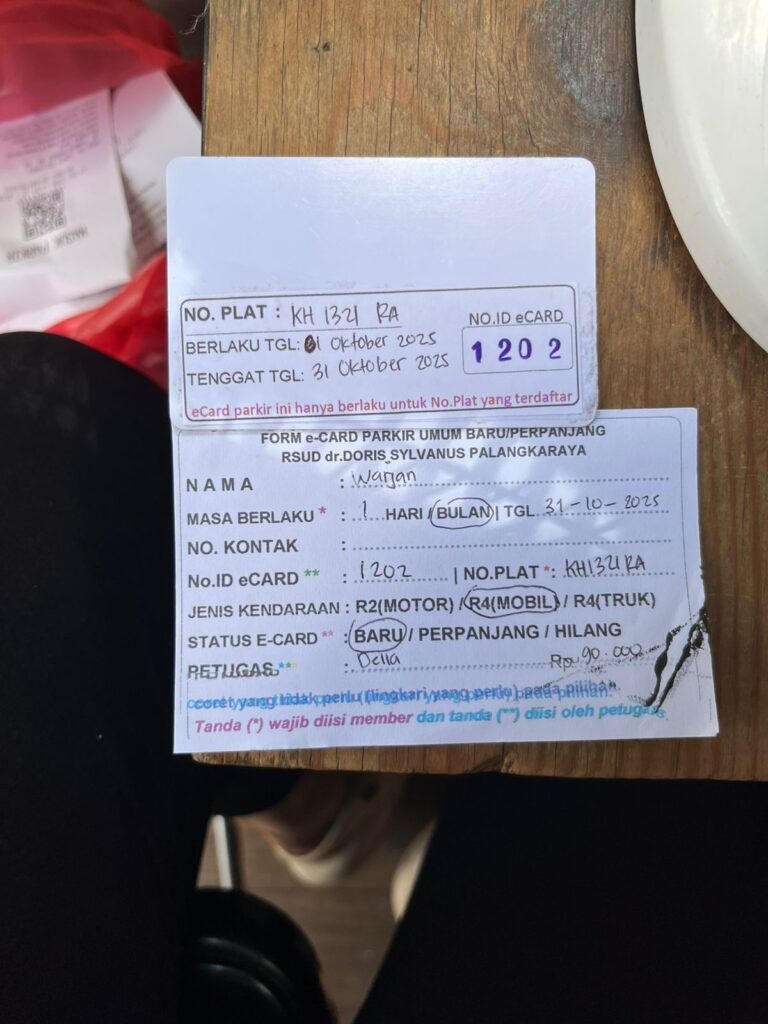 NO. PLAT : KH 1321 RA
NO.ID eCARD
BERLAKU TGL: 01 Oktober 2025
1202
TENGGAT TGL: 31 Oktober 2025
eCard parkir ini hanya berlaku untuk No.Plat yang terdaftar
FORM e-CARD PARKIR UMUM BARU/PERPANJANG
RSUD dr.DORIS SYLVANUS PALANGKARAYA
NAMA : Warjan
MASA BERLAKU * : 1 HARI / BULAN | TGL 31-10-2025
NO. KONTAK :
No.ID eCARD ** : 1202 | NO.PLAT *: KH1321RA
JENIS KENDARAAN : R2(MOTOR) / R4(MOBIL) / R4(TRUK)
STATUS E-CARD ** : BARU / PERPANJANG / HILANG
PETUGAS *** : Della Rp. 90.000
coret yang tidak perlu (lingkari yang perlu) pada pilihan.
Tanda (*) wajib diisi member dan tanda (**) diisi oleh petugas.